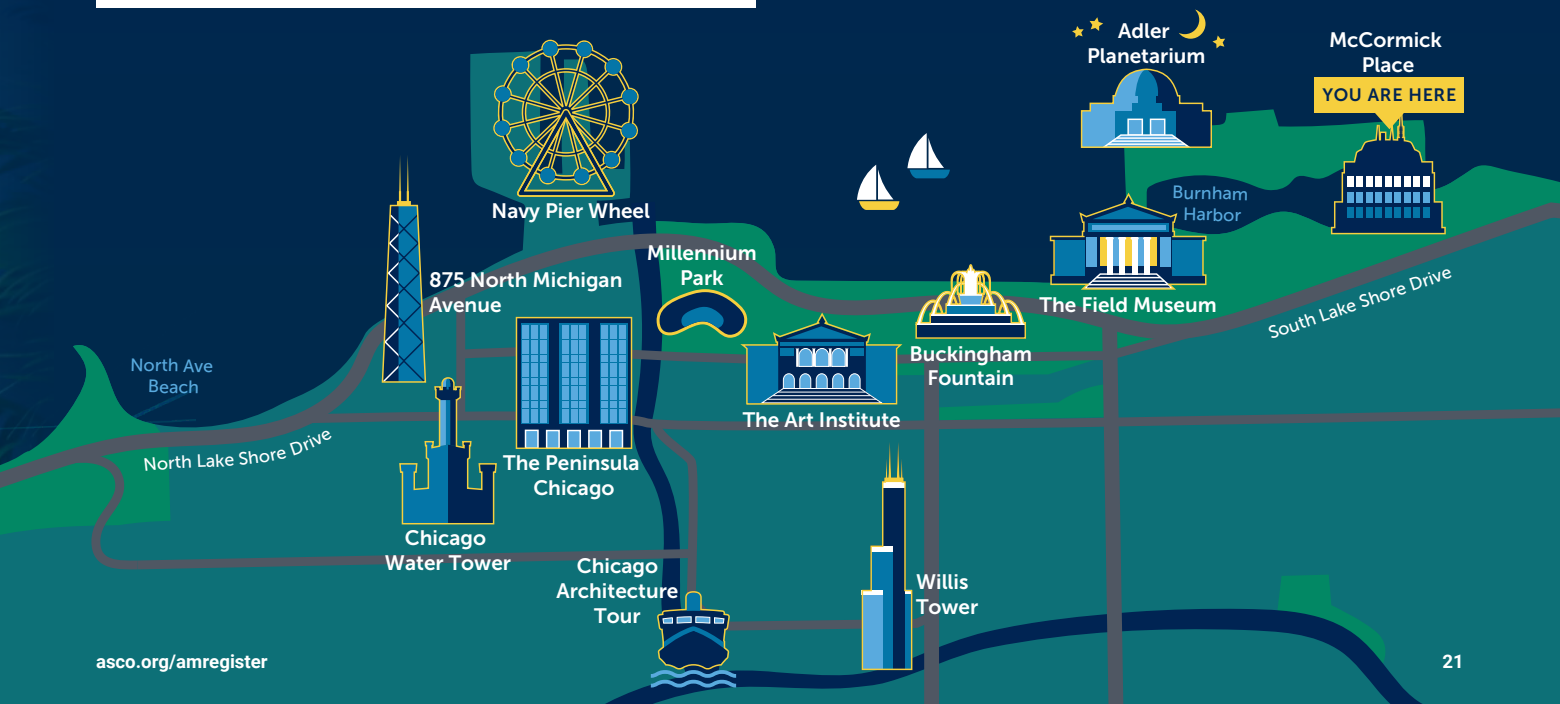 Adler
Planetarium
McCormick
Place
YOU ARE HERE
Navy Pier Wheel
Burnham
Harbor
Millennium
Park
875 North Michigan
Avenue
The Field Museum
South Lake Shore Drive
Buckingham
Fountain
North Ave
Beach
The Art Institute
North Lake Shore Drive
The Peninsula
Chicago
Chicago
Water Tower
Chicago
Architecture
Tour
Willis
Tower
asco.org/amregister
21